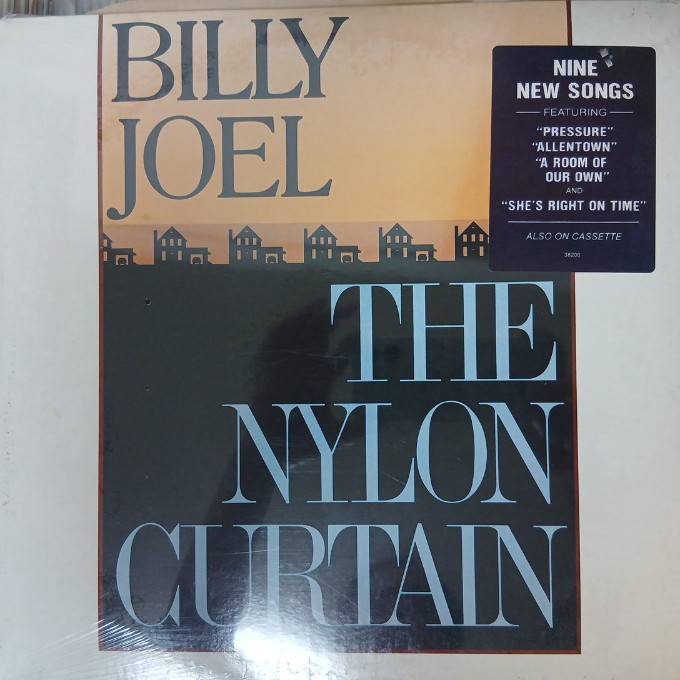 BILLY
JOEL
THE
NYLON
CURTAIN
NINE
NEW SONGS
FEATURING
"PRESSURE"
"ALLENTOWN"
"A ROOM OF
OUR OWN"
AND
"SHE'S RIGHT ON TIME"
ALSO ON CASSETTE
38200